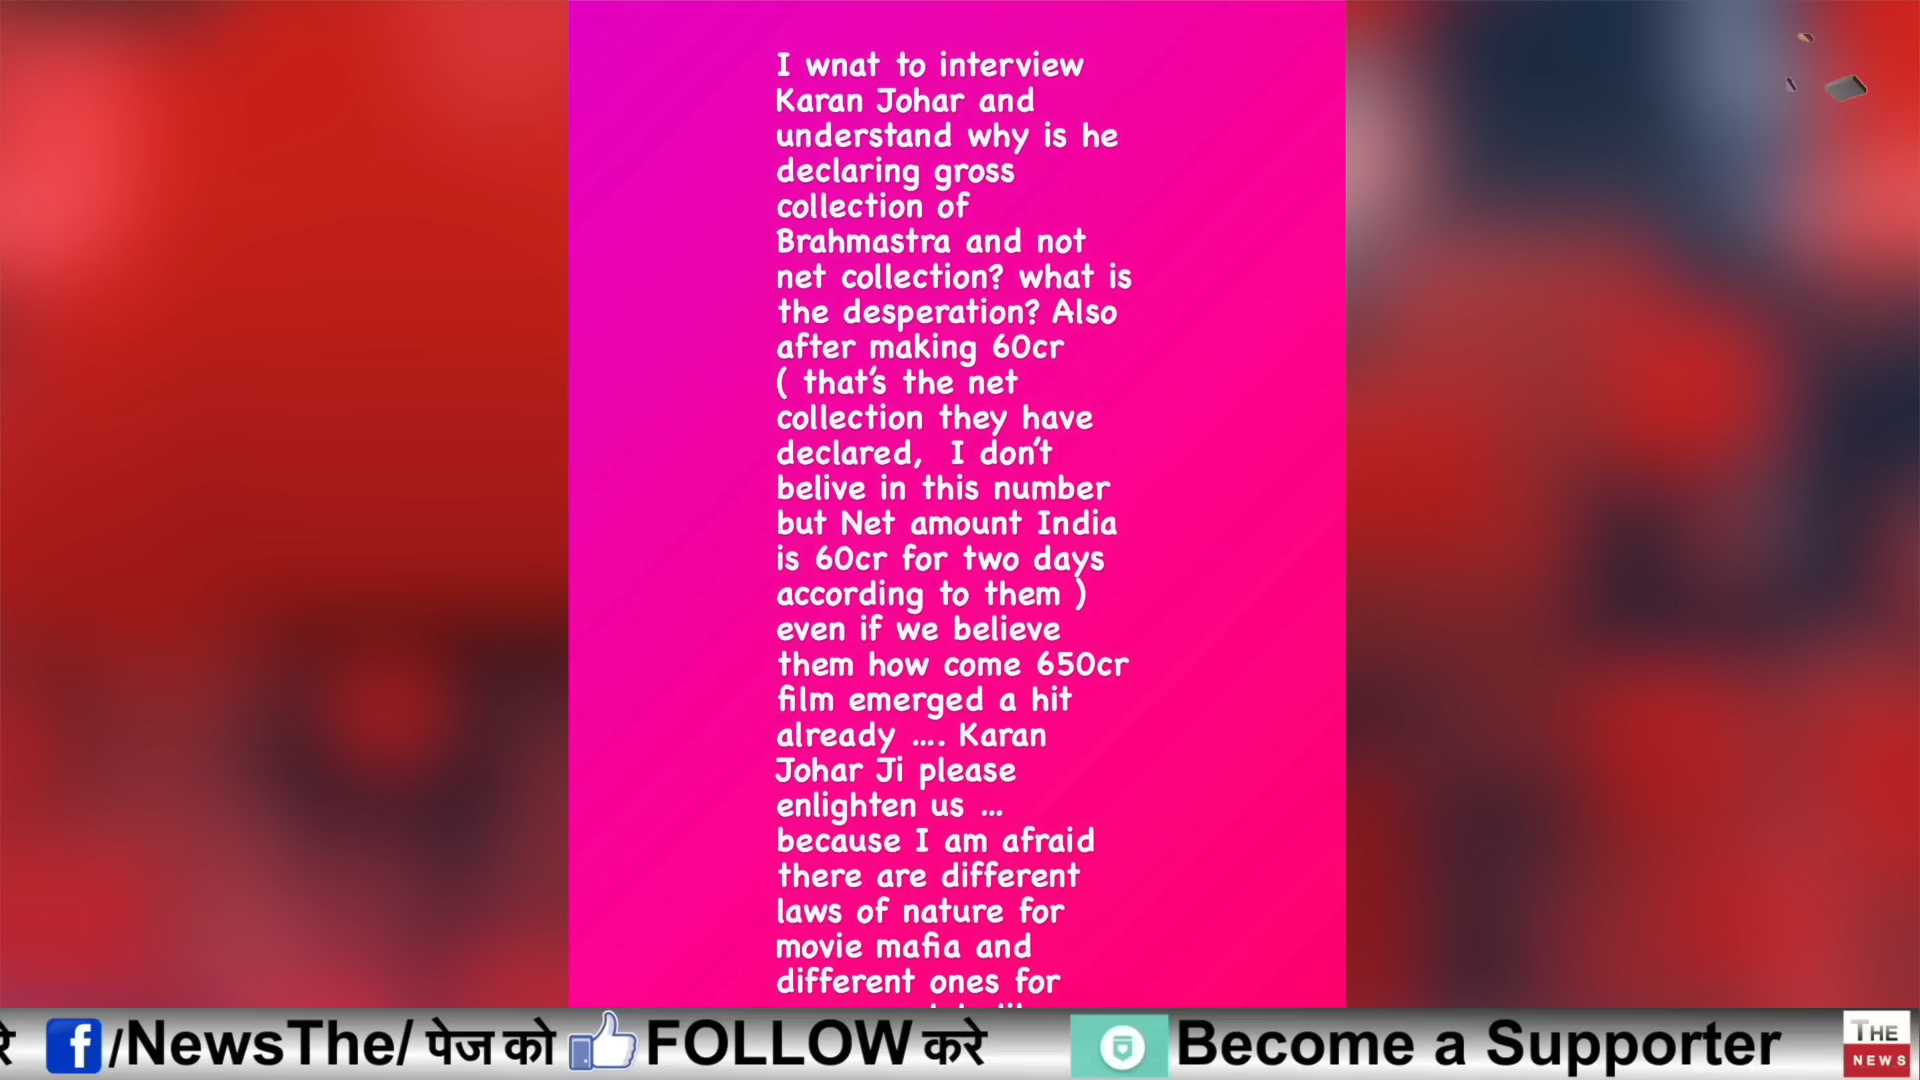 I wnat to interview
Karan Johar and
understand why is he
declaring gross
collection of
Brahmastra and not
net collection? what is
the desperation? Also
after making 60cr
( that's the net
collection they have
declared, I don't
belive in this number
but Net amount India
is 60cr for two days
according to them )
even if we believe
them how come 650cr
film emerged a hit
already .... Karan
Johar Ji please
enlighten us ...
because I am afraid
there are different
laws of nature for
movie mafia and
different ones for
/NewsThe/ पेज को FOLLOW करे Become a Supporter
THE
NEWS